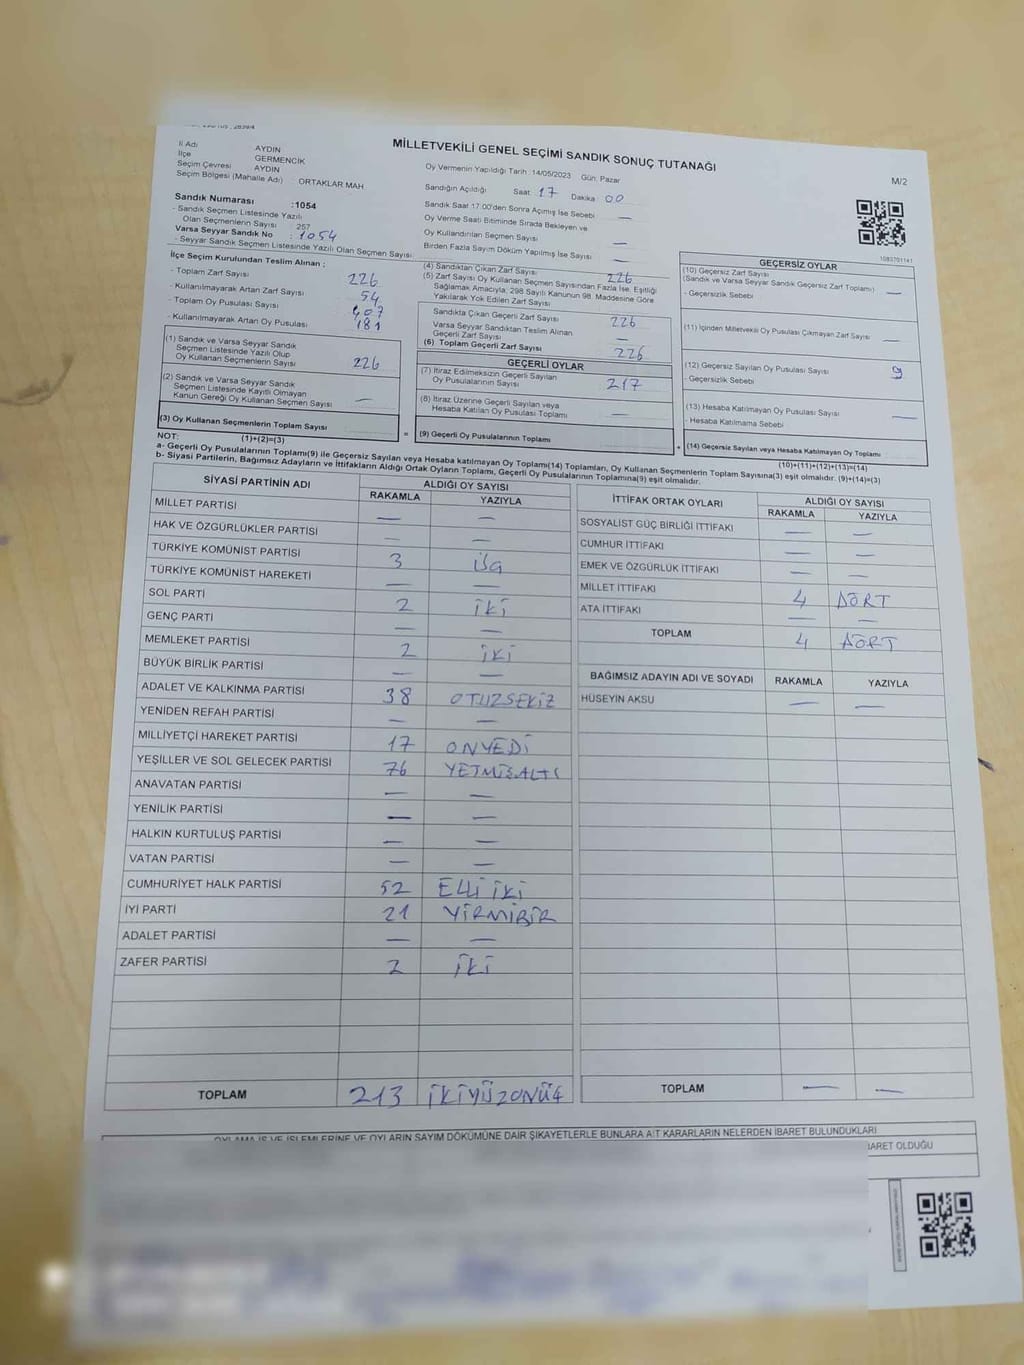 MİLLETVEKİLİ GENEL SEÇİMİ SANDIK SONUÇ TUTANAĞI
M/2
İl Adı AYDIN
İlçe GERMENCİK
Seçim Çevresi AYDIN
Seçim Bölgesi (Mahalle Adı) ORTAKLAR MAH
Oy Vermenin Yapıldığı Tarih : 14/05/2023 Gün: Pazar
Sandığın Açıldığı Saat 17 Dakika 00
Sandık Saat 17:00'den Sonra Açımış İse Sebebi —
Oy Verme Saati Bitiminde Sırada Bekleyen ve
Oy Kullandırılan Seçmen Sayısı —
Birden Fazla Sayım Döküm Yapılmış İse Sayısı —
Sandık Numarası :1054
- Sandık Seçmen Listesinde Yazılı
Olan Seçmenlerin Sayısı 257
Varsa Seyyar Sandık No : 1054
- Seyyar Sandık Seçmen Listesinde Yazılı Olan Seçmen Sayısı
1083701141
İlçe Seçim Kurulundan Teslim Alınan :
- Toplam Zarf Sayısı 226
- Kullanılmayarak Artan Zarf Sayısı 54
- Toplam Oy Pusulası Sayısı 407
- Kullanılmayarak Artan Oy Pusulası 181
(1) Sandık ve Varsa Seyyar Sandık
Seçmen Listesinde Yazılı Olup
Oy Kullanan Seçmenlerin Sayısı 226
(2) Sandık ve Varsa Seyyar Sandık
Seçmen Listesinde Kayıtlı Olmayan
Kanun Gereği Oy Kullanan Seçmen Sayısı —
(3) Oy Kullanan Seçmenlerin Toplam Sayısı
(4) Sandıktan Çıkan Zarf Sayısı 226
(5) Zarf Sayısı Oy Kullanan Seçmen Sayısından Fazla İse, Eşitliği
Sağlamak Amacıyla; 298 Sayılı Kanunun 98. Maddesine Göre
Yakılarak Yok Edilen Zarf Sayısı —
Sandıkta Çıkan Geçerli Zarf Sayısı 226
Varsa Seyyar Sandıktan Teslim Alınan
Geçerli Zarf Sayısı —
(6) Toplam Geçerli Zarf Sayısı 226
GEÇERLİ OYLAR
(7) İtiraz Edilmeksizin Geçerli Sayılan
Oy Pusulalarının Sayısı 217
(8) İtiraz Üzerine Geçerli Sayılan veya
Hesaba Katılan Oy Pusulası Toplamı —
= (9) Geçerli Oy Pusulalarının Toplamı
GEÇERSİZ OYLAR
(10) Geçersiz Zarf Sayısı
(Sandık ve Varsa Seyyar Sandık Geçersiz Zarf Toplamı) —
- Geçersizlik Sebebi
(11) İçinden Milletvekili Oy Pusulası Çıkmayan Zarf Sayısı —
(12) Geçersiz Sayılan Oy Pusulası Sayısı 9
- Geçersizlik Sebebi
(13) Hesaba Katılmayan Oy Pusulası Sayısı —
- Hesaba Katılmama Sebebi
+ (14) Geçersiz Sayılan veya Hesaba Katılmayan Oy Toplamı
NOT: (1)+(2)=(3)
(10)+(11)+(12)+(13)=(14)
a- Geçerli Oy Pusulalarının Toplamı(9) ile Geçersiz Sayılan veya Hesaba katılmayan Oy Toplamı(14) Toplamları, Oy Kullanan Seçmenlerin Toplam Sayısına(3) eşit olmalıdır. (9)+(14)=(3)
b- Siyasi Partilerin, Bağımsız Adayların ve İttifakların Aldığı Ortak Oyların Toplamı, Geçerli Oy Pusulalarının Toplamına(9) eşit olmalıdır.
SİYASİ PARTİNİN ADI ALDIĞI OY SAYISI
RAKAMLA YAZIYLA
MİLLET PARTİSİ — —
HAK VE ÖZGÜRLÜKLER PARTİSİ — —
TÜRKİYE KOMÜNİST PARTİSİ 3 ÜÇ
TÜRKİYE KOMÜNİST HAREKETİ — —
SOL PARTİ 2 İKİ
GENÇ PARTİ — —
MEMLEKET PARTİSİ 2 İKİ
BÜYÜK BİRLİK PARTİSİ — —
ADALET VE KALKINMA PARTİSİ 38 OTUZSEKİZ
YENİDEN REFAH PARTİSİ — —
MİLLİYETÇİ HAREKET PARTİSİ 17 ONYEDİ
YEŞİLLER VE SOL GELECEK PARTİSİ 76 YETMİŞALTI
ANAVATAN PARTİSİ — —
YENİLİK PARTİSİ — —
HALKIN KURTULUŞ PARTİSİ — —
VATAN PARTİSİ — —
CUMHURİYET HALK PARTİSİ 52 ELLİ İKİ
İYİ PARTİ 21 YİRMİBİR
ADALET PARTİSİ — —
ZAFER PARTİSİ 2 İKİ
TOPLAM 213 İKİYÜZONÜÇ
İTTİFAK ORTAK OYLARI ALDIĞI OY SAYISI
RAKAMLA YAZIYLA
SOSYALİST GÜÇ BİRLİĞİ İTTİFAKI — —
CUMHUR İTTİFAKI — —
EMEK VE ÖZGÜRLÜK İTTİFAKI — —
MİLLET İTTİFAKI 4 DÖRT
ATA İTTİFAKI — —
TOPLAM 4 DÖRT
BAĞIMSIZ ADAYIN ADI VE SOYADI RAKAMLA YAZIYLA
HÜSEYİN AKSU — —
TOPLAM — —
OYLAMA İŞ VE İŞLEMLERİNE VE OYLARIN SAYIM DÖKÜMÜNE DAİR ŞİKAYETLERLE BUNLARA AİT KARARLARIN NELERDEN İBARET BULUNDUKLARI
İBARET OLDUĞU